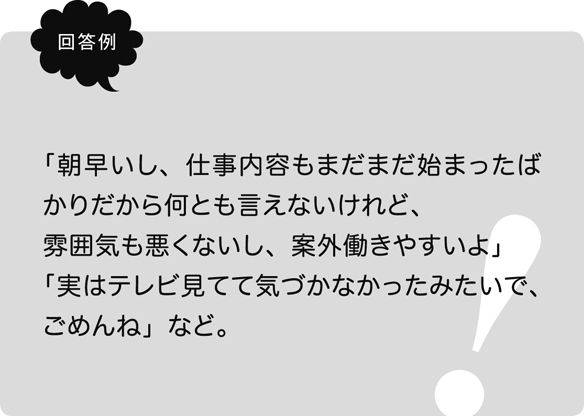 回答例
「朝早いし、仕事内容もまだまだ始まったば
かりだから何とも言えないけれど、
雰囲気も悪くないし、案外働きやすいよ」
「実はテレビ見てて気づかなかったみたいで、
ごめんね」など。